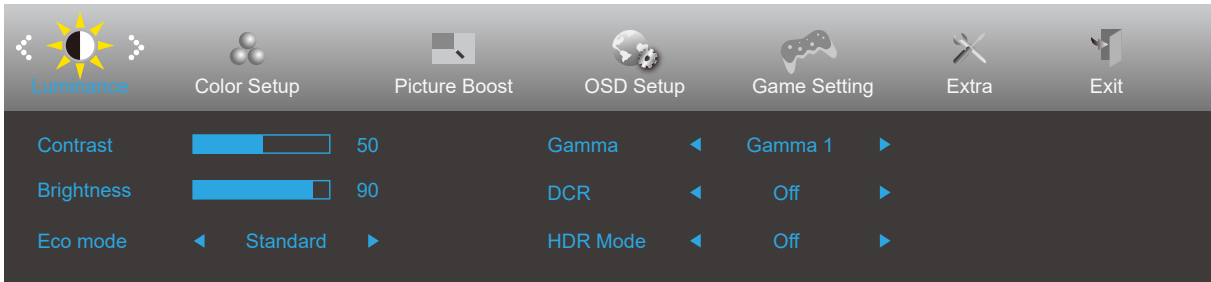 Luminance Color Setup Picture Boost OSD Setup Game Setting Extra Exit
Contrast 50 Gamma Gamma 1
Brightness 90 DCR Off
Eco mode Standard HDR Mode Off